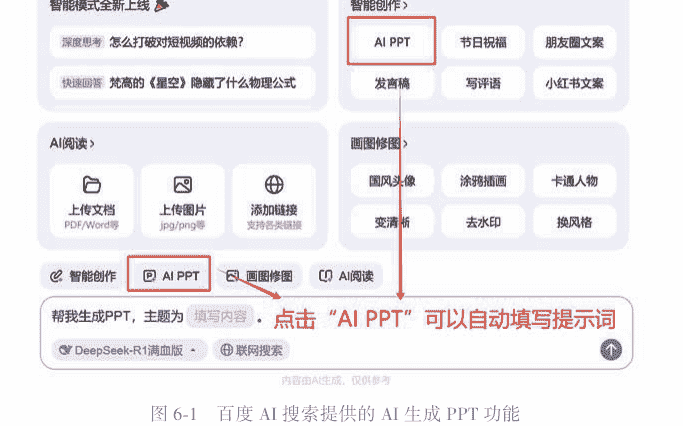 智能模式全新上线
深度思考 怎么打破对短视频的依赖?
快速回答 梵高的《星空》隐藏了什么物理公式
智能创作>
AI PPT 节日祝福 朋友圈文案
发言稿 写评语 小红书文案
AI阅读>
上传文档 上传图片 添加链接
PDF/Word等 jpg/png等 支持各类链接
画图修图>
国风头像 涂鸦插画 卡通人物
变清晰 去水印 换风格
智能创作 AI PPT 画图修图 AI阅读
帮我生成PPT，主题为 填写内容 。
点击“AI PPT”可以自动填写提示词
DeepSeek-R1满血版 联网搜索
内容由AI生成，仅供参考
图 6-1 百度 AI 搜索提供的 AI 生成 PPT 功能